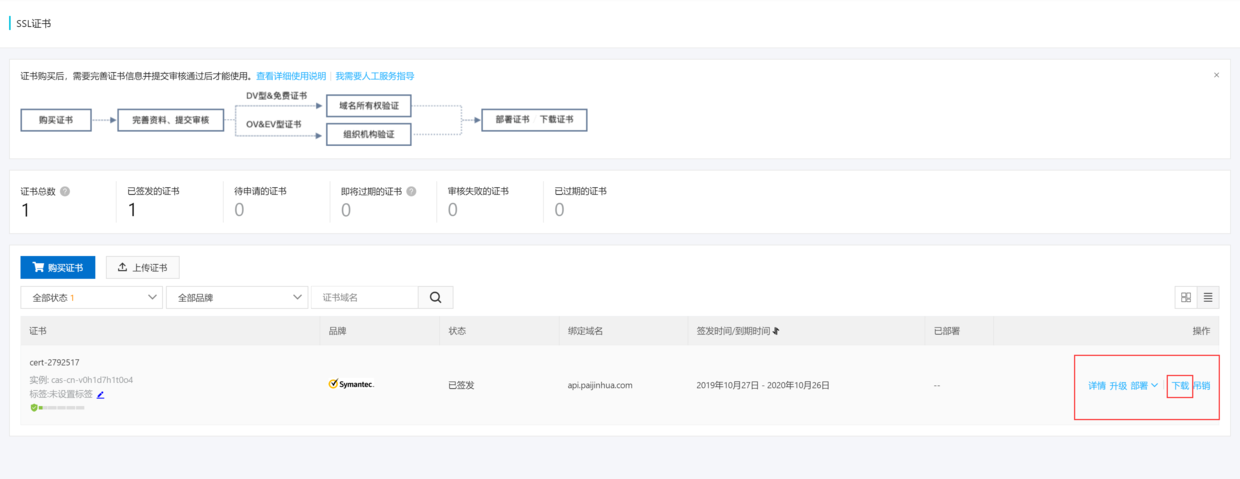 SSL证书
证书购买后，需要完善证书信息并提交审核通过后才能使用。查看详细使用说明 | 我需要人工服务指导
购买证书
完善资料、提交审核
DV型&免费证书
OV&EV型证书
域名所有权验证
组织机构验证
部署证书 下载证书
证书总数 ?
1
已签发的证书
1
待申请的证书
0
即将过期的证书 ?
0
审核失败的证书
0
已过期的证书
0
购买证书
上传证书
全部状态 1
全部品牌
证书域名
证书 品牌 状态 绑定域名 签发时间/到期时间 已部署 操作
cert-2792517
实例: cas-cn-v0h1d7h1t0o4
标签:未设置标签
Symantec.
已签发
api.paijinhua.com
2019年10月27日 - 2020年10月26日
--
详情 升级 部署 | 下载 吊销